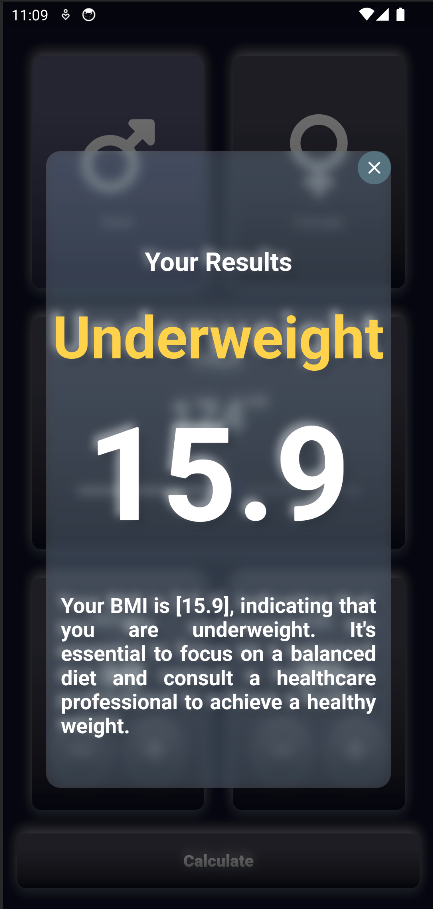 11:09
Your Results
Underweight
15.9
Your BMI is [15.9], indicating that
you are underweight. It's
essential to focus on a balanced
diet and consult a healthcare
professional to achieve a healthy
weight.
Calculate